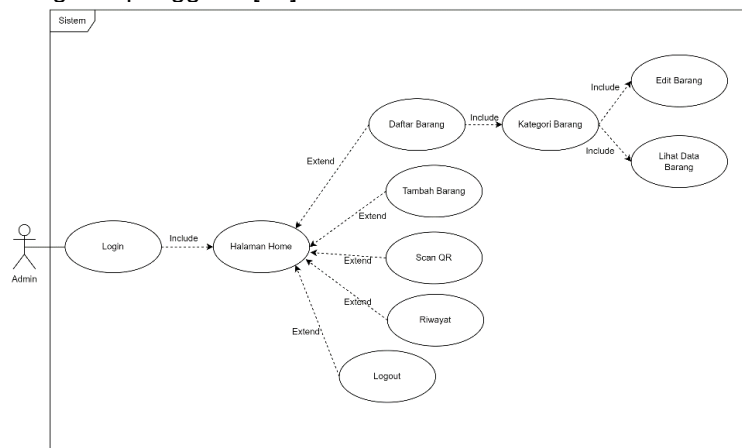 Sistem
Edit Barang
Include
Daftar Barang
Include
Kategori Barang
Include
Lihat Data
Barang
Extend
Tambah Barang
Extend
Admin
Login
Include
Halaman Home
Scan QR
Extend
Extend
Riwayat
Extend
Logout